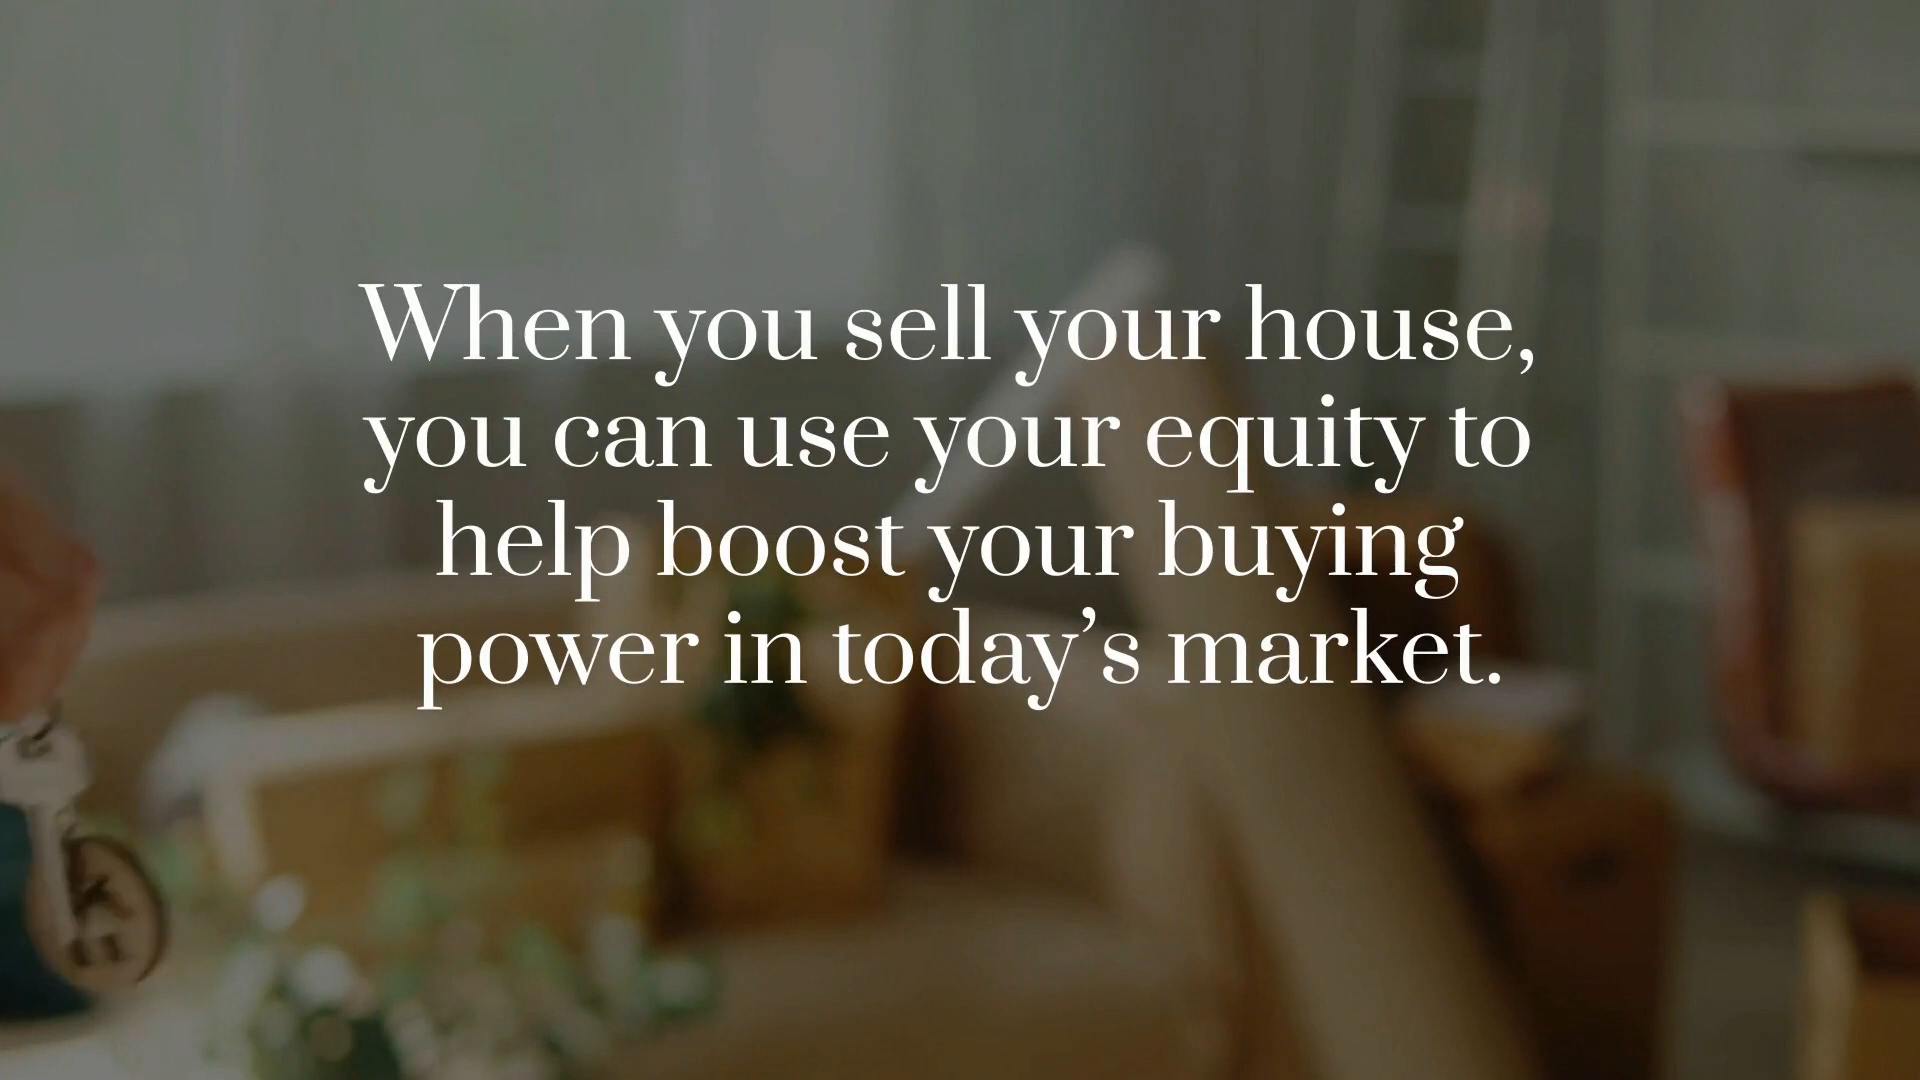 When you sell your house,
you can use your equity to
help boost your buying
power in today’s market.